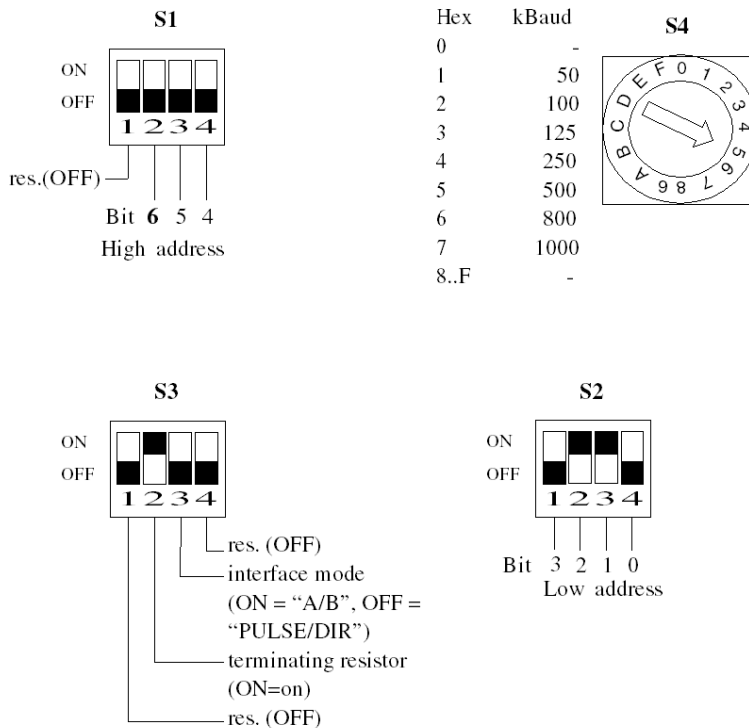 S1
ON
OFF
1 2 3 4
res.(OFF)
Bit 6 5 4
High address
Hex kBaud
0 -
1 50
2 100
3 125
4 250
5 500
6 800
7 1000
8..F -
S4
F 0 1 2 3 4 5 6 7 8 9 A B C D E
S3
ON
OFF
1 2 3 4
res. (OFF)
interface mode
(ON = “A/B”, OFF =
“PULSE/DIR”)
terminating resistor
(ON=on)
res. (OFF)
S2
ON
OFF
1 2 3 4
Bit 3 2 1 0
Low address